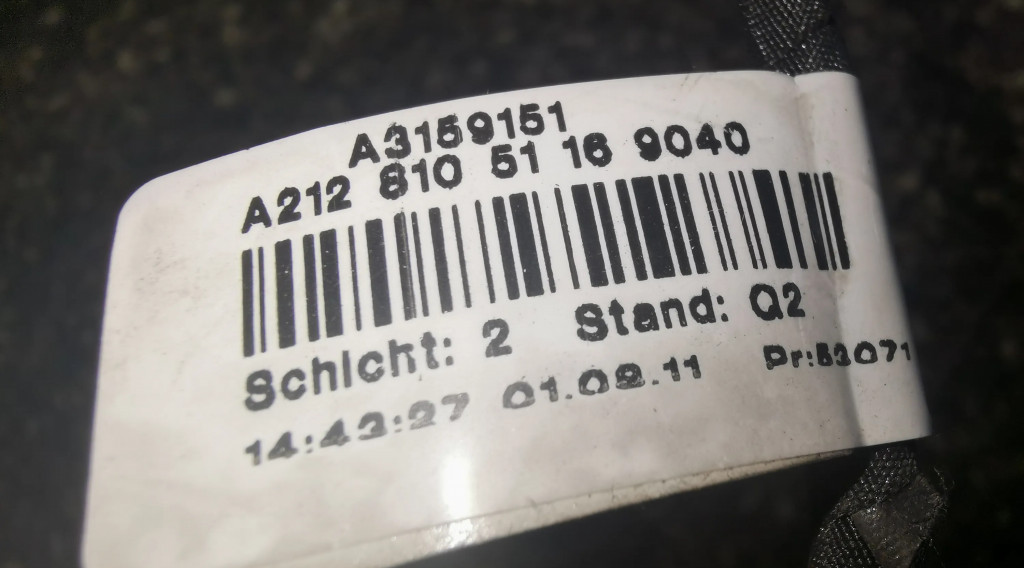 A3159151
A212 810 51 16 9040
Schicht: 2 Stand: Q2
14:43:27 01.09.11 Pr:53071